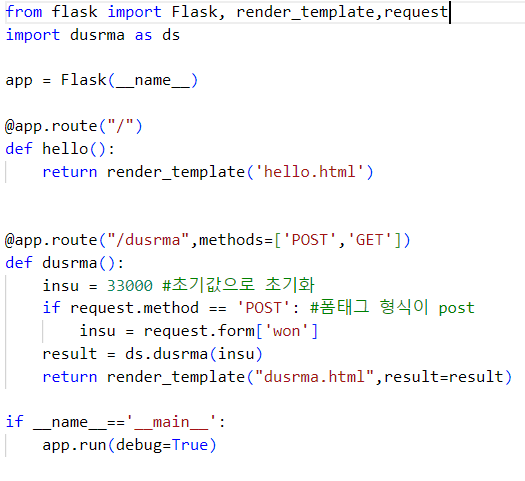 from flask import Flask, render_template,request
import dusrma as ds

app = Flask(__name__)

@app.route("/")
def hello():
    return render_template('hello.html')


@app.route("/dusrma",methods=['POST','GET'])
def dusrma():
    insu = 33000 #초기값으로 초기화
    if request.method == 'POST': #폼태그 형식이 post
        insu = request.form['won']
    result = ds.dusrma(insu)
    return render_template("dusrma.html",result=result)

if __name__=='__main__':
    app.run(debug=True)